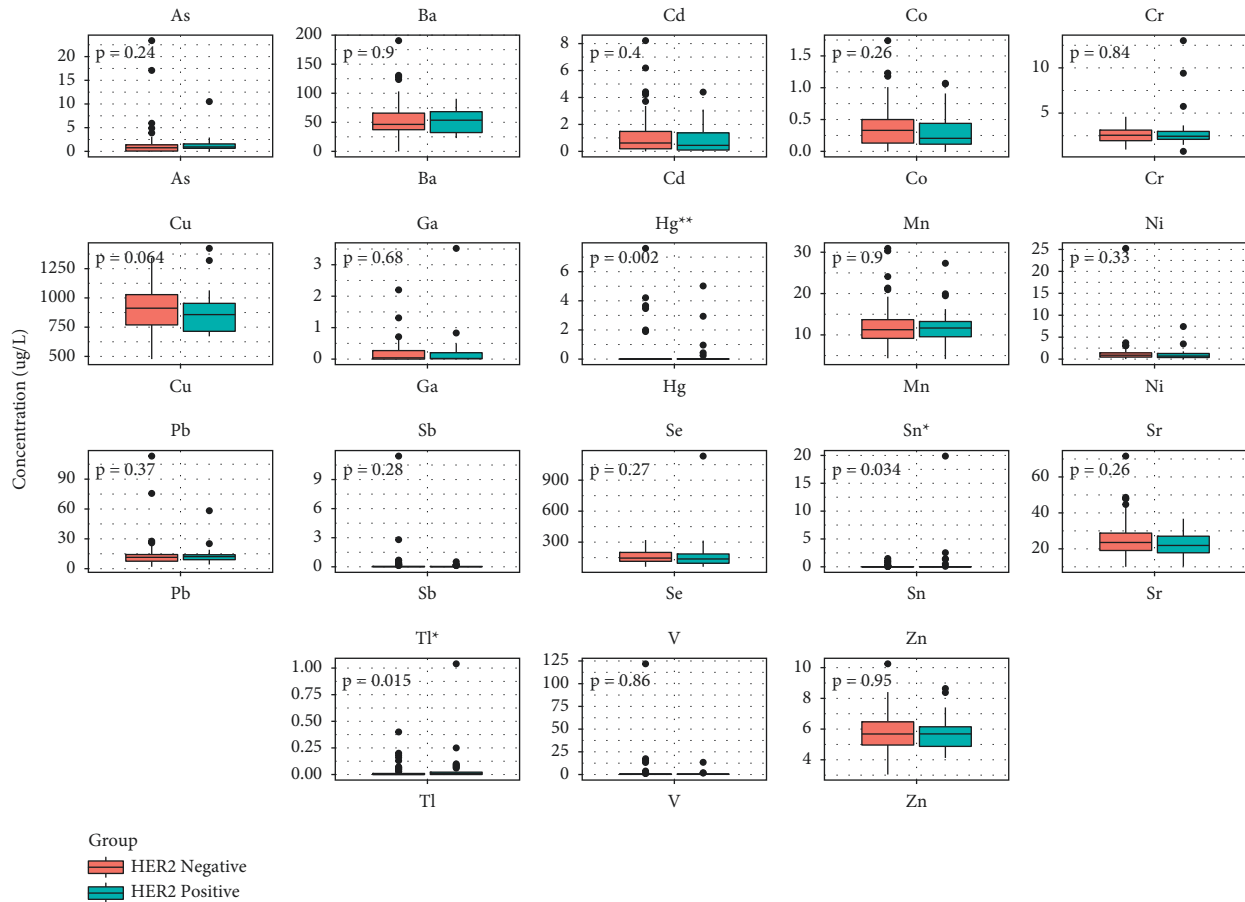 As Ba Cd Co Cr
p = 0.24 p = 0.9 p = 0.4 p = 0.26 p = 0.84
20 15 10 5 0
200 150 100 50 0
8 6 4 2 0
1.5 1.0 0.5 0.0
10 5
As Ba Cd Co Cr
Concentration (ug/L)
Cu Ga Hg** Mn Ni
p = 0.064 p = 0.68 p = 0.002 p = 0.9 p = 0.33
1250 1000 750 500
3 2 1 0
6 4 2 0
30 20 10
25 20 15 10 5 0
Cu Ga Hg Mn Ni
Pb Sb Se Sn* Sr
p = 0.37 p = 0.28 p = 0.27 p = 0.034 p = 0.26
90 60 30 0
9 6 3 0
900 600 300
20 15 10 5 0
60 40 20
Pb Sb Se Sn Sr
Tl* V Zn
p = 0.015 p = 0.86 p = 0.95
1.00 0.75 0.50 0.25 0.00
125 100 75 50 25 0
10 8 6 4
Tl V Zn
Group
HER2 Negative
HER2 Positive